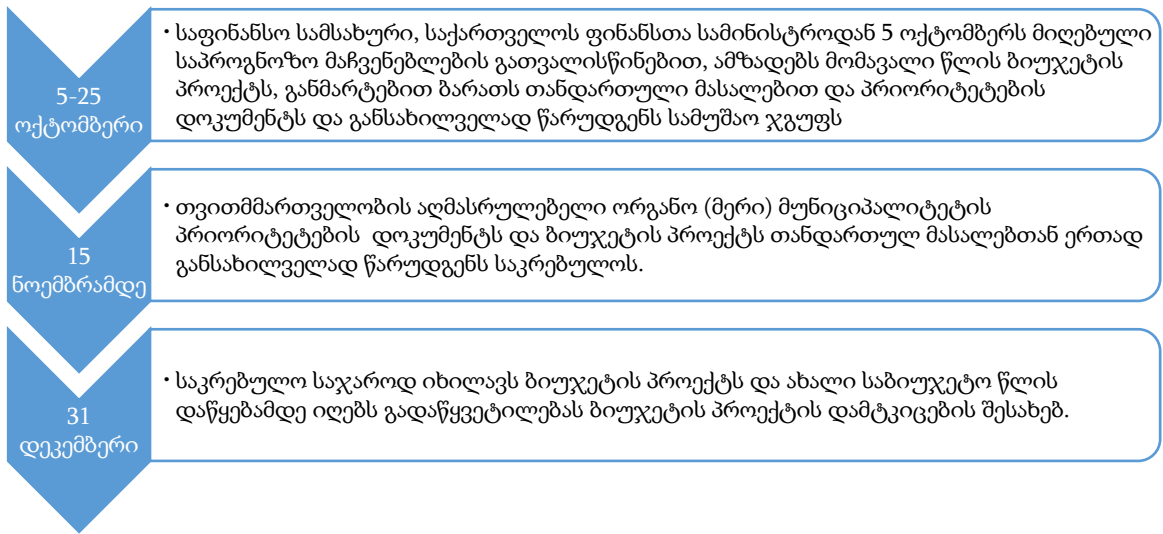 5-25
ოქტომბერი
· საფინანსო სამსახური, საქართველოს ფინანსთა სამინისტროდან 5 ოქტომბერს მიღებული
საპროგნოზო მაჩვენებლების გათვალისწინებით, ამზადებს მომავალი წლის ბიუჯეტის
პროექტს, განმარტებით ბარათს თანდართული მასალებით და პრიორიტეტების
დოკუმენტს და განსახილველად წარუდგენს სამუშაო ჯგუფს
15
ნოემბრამდე
· თვითმმართველობის აღმასრულებელი ორგანო (მერი) მუნიციპალიტეტის
პრიორიტეტების დოკუმენტს და ბიუჯეტის პროექტს თანდართულ მასალებთან ერთად
განსახილველად წარუდგენს საკრებულოს.
31
დეკემბერი
· საკრებულო საჯაროდ იხილავს ბიუჯეტის პროექტს და ახალი საბიუჯეტო წლის
დაწყებამდე იღებს გადაწყვეტილებას ბიუჯეტის პროექტის დამტკიცების შესახებ.